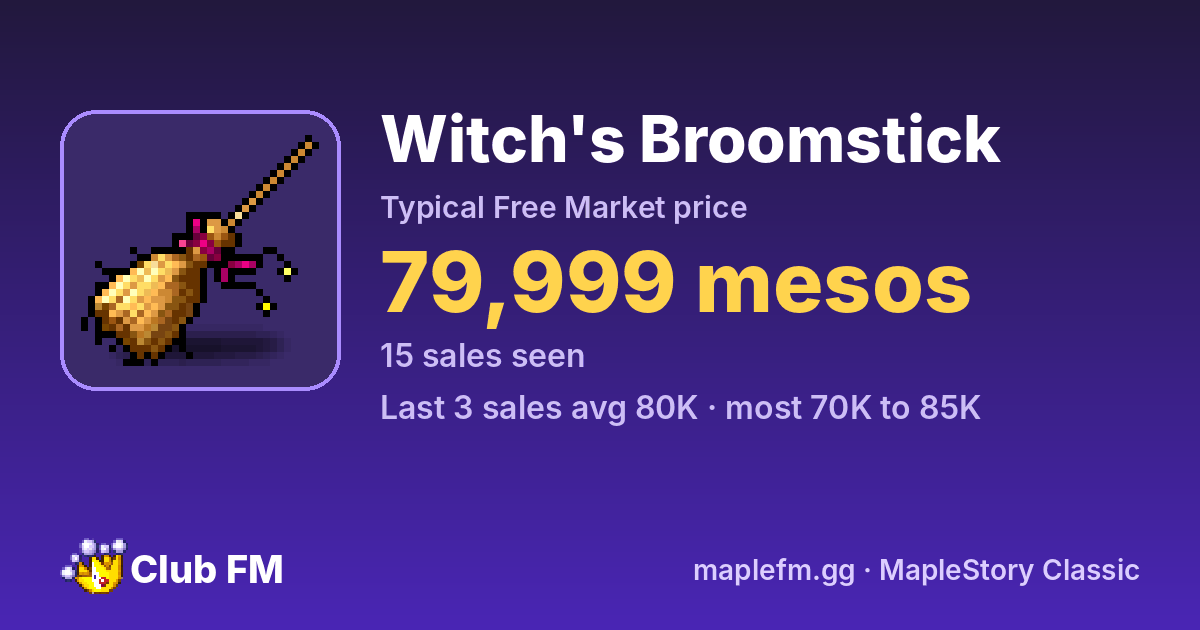 Witch's Broomstick
Typical Free Market price
79,999 mesos
15 sales seen
Last 3 sales avg 80K · most 70K to 85K
Club FM
maplefm.gg · MapleStory Classic